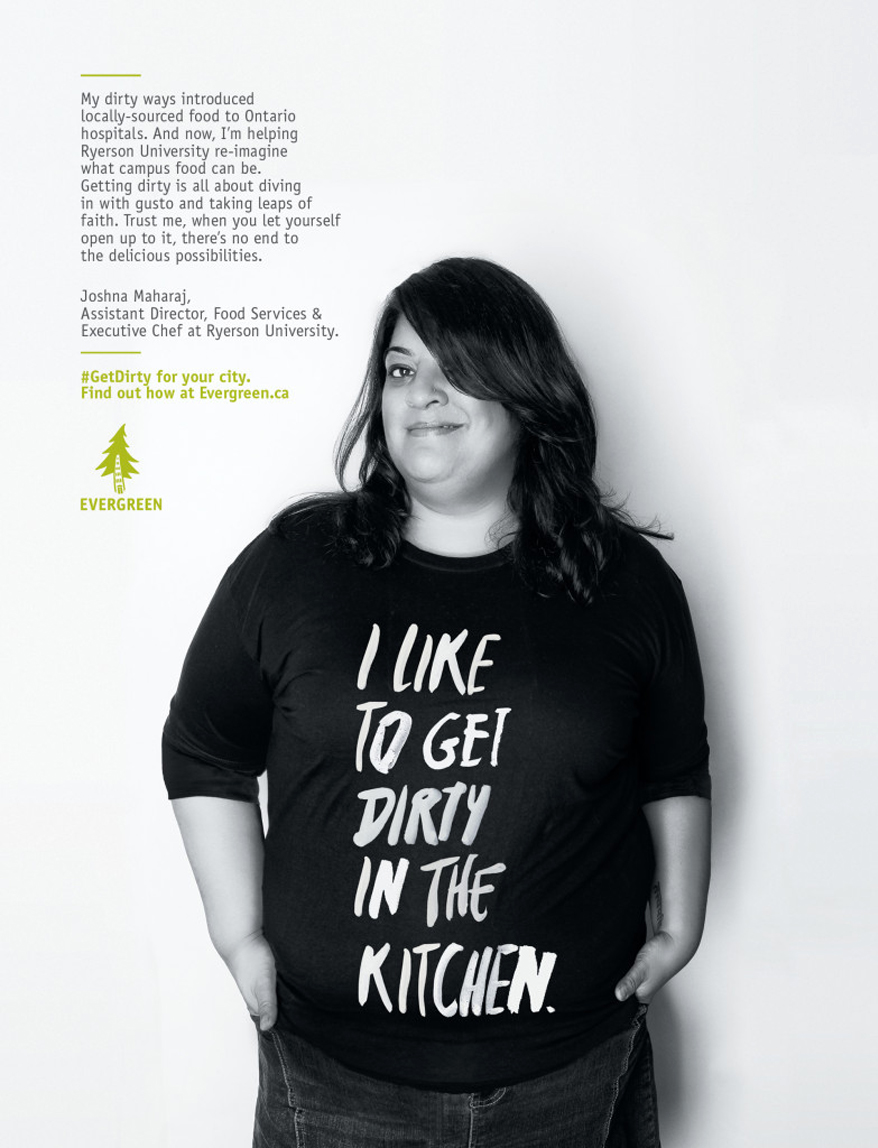 My dirty ways introduced
locally-sourced food to Ontario
hospitals. And now, I'm helping
Ryerson University re-imagine
what campus food can be.
Getting dirty is all about diving
in with gusto and taking leaps of
faith. Trust me, when you let yourself
open up to it, there's no end to
the delicious possibilities.
Joshna Maharaj,
Assistant Director, Food Services &
Executive Chef at Ryerson University.
#GetDirty for your city.
Find out how at Evergreen.ca
EVERGREEN
I LIKE
TO GET
DIRTY
IN THE
KITCHEN.